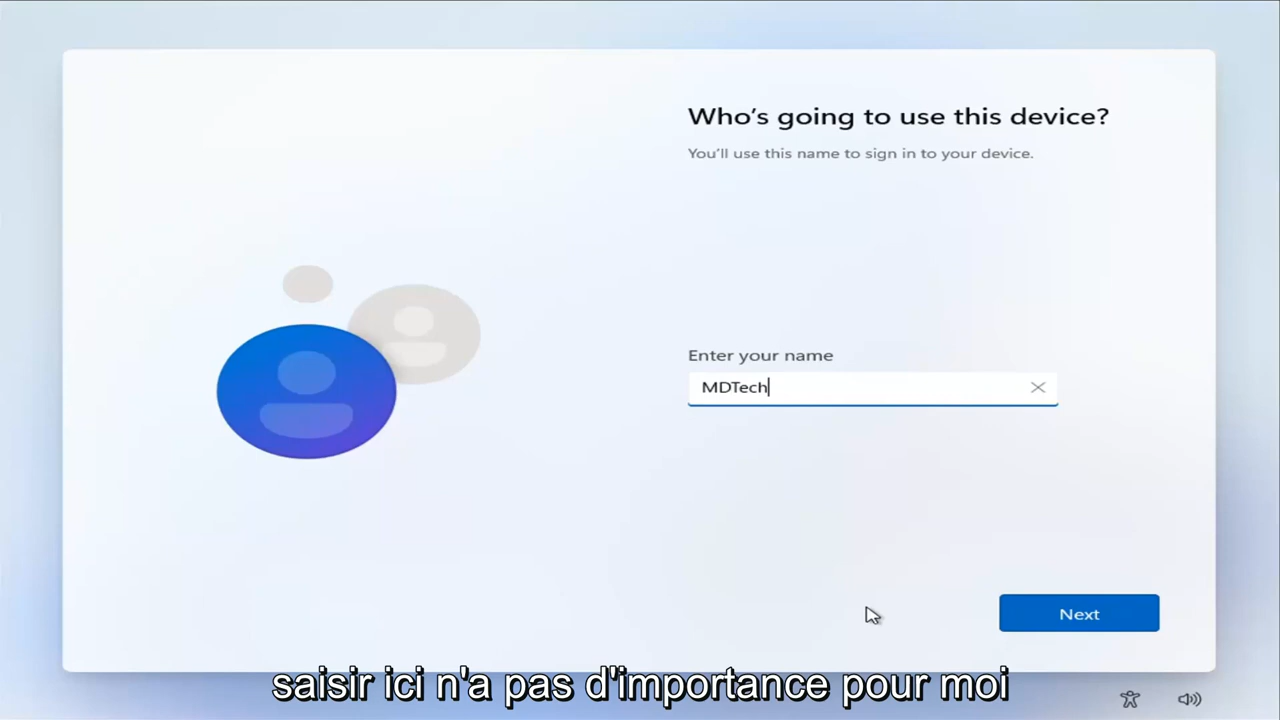 Who's going to use this device?
You'll use this name to sign in to your device.
Enter your name
MDTech
Next
saisir ici n'a pas d'importance pour moi